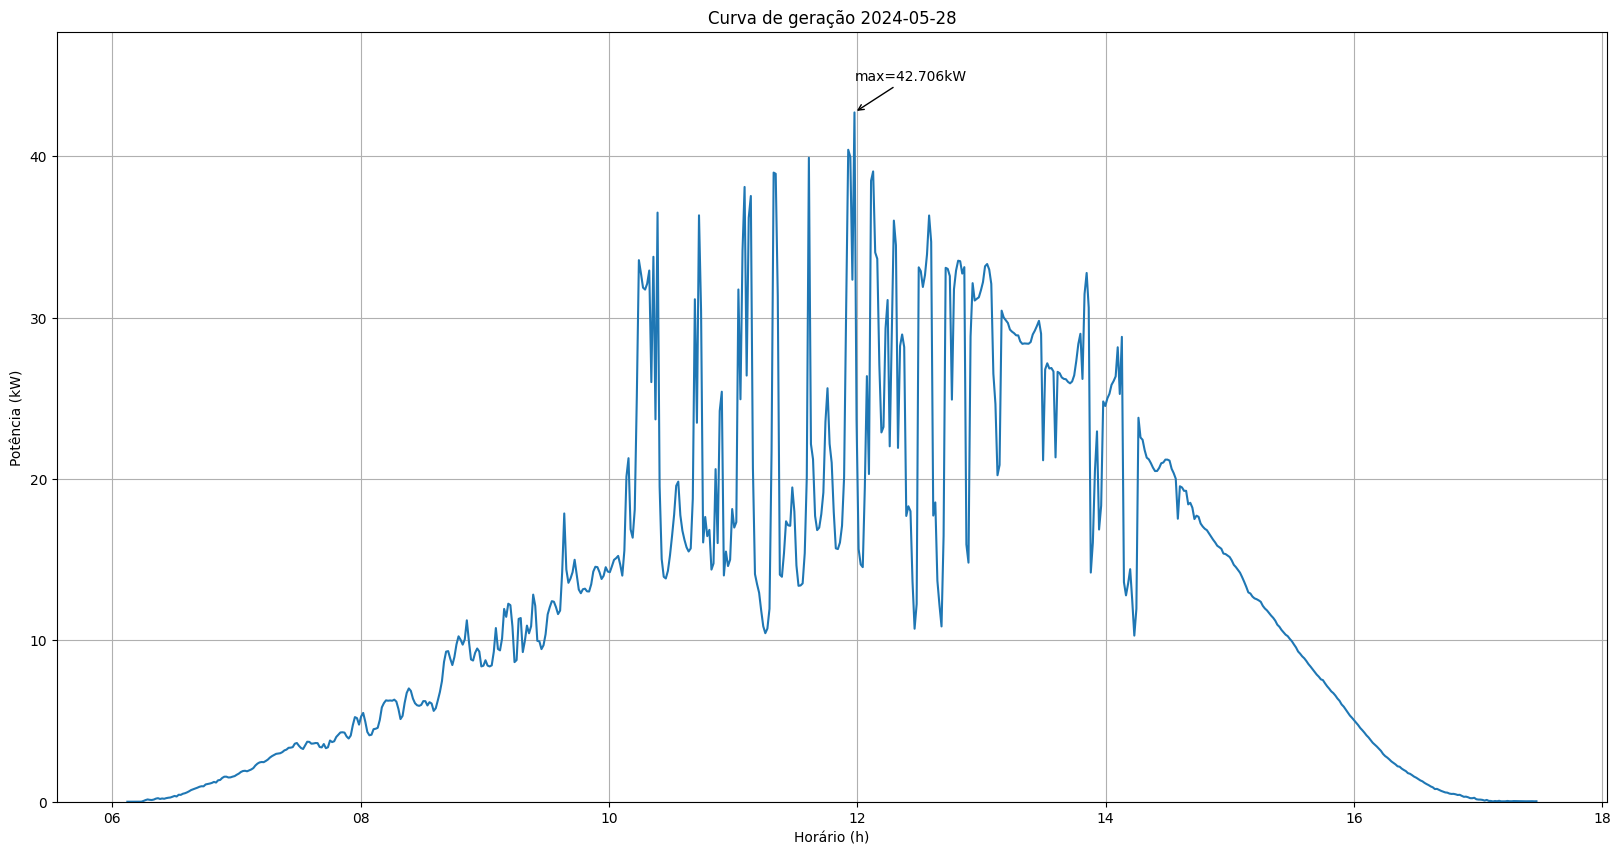 Curva de geração 2024-05-28
max=42.706kW
Potência (kW)
40
30
20
10
0
06 08 10 12 14 16 18
Horário (h)